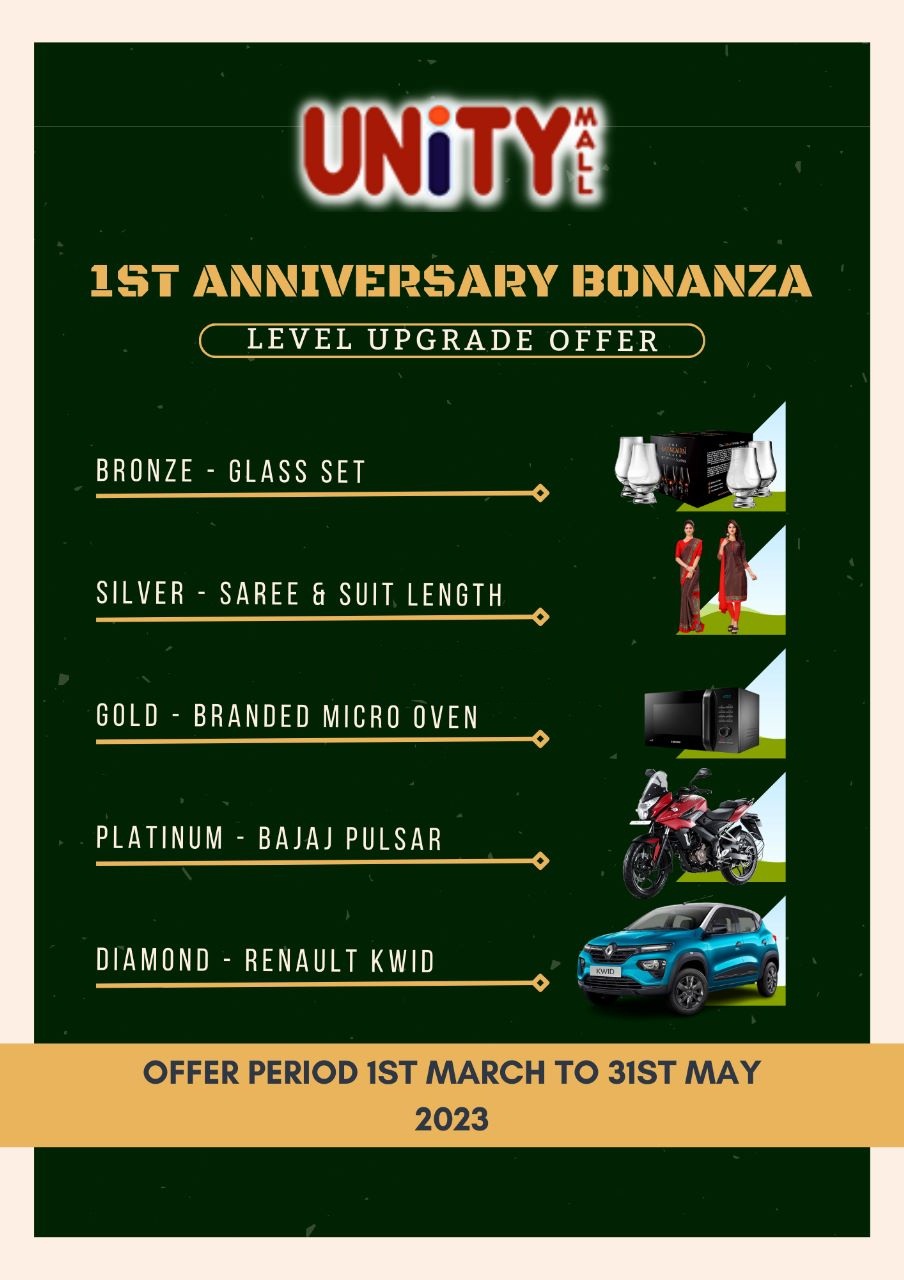 UNiTY MALL
1ST ANNIVERSARY BONANZA
LEVEL UPGRADE OFFER
BRONZE - GLASS SET
SILVER - SAREE & SUIT LENGTH
GOLD - BRANDED MICRO OVEN
PLATINUM - BAJAJ PULSAR
DIAMOND - RENAULT KWID
KWID
OFFER PERIOD 1ST MARCH TO 31ST MAY
2023